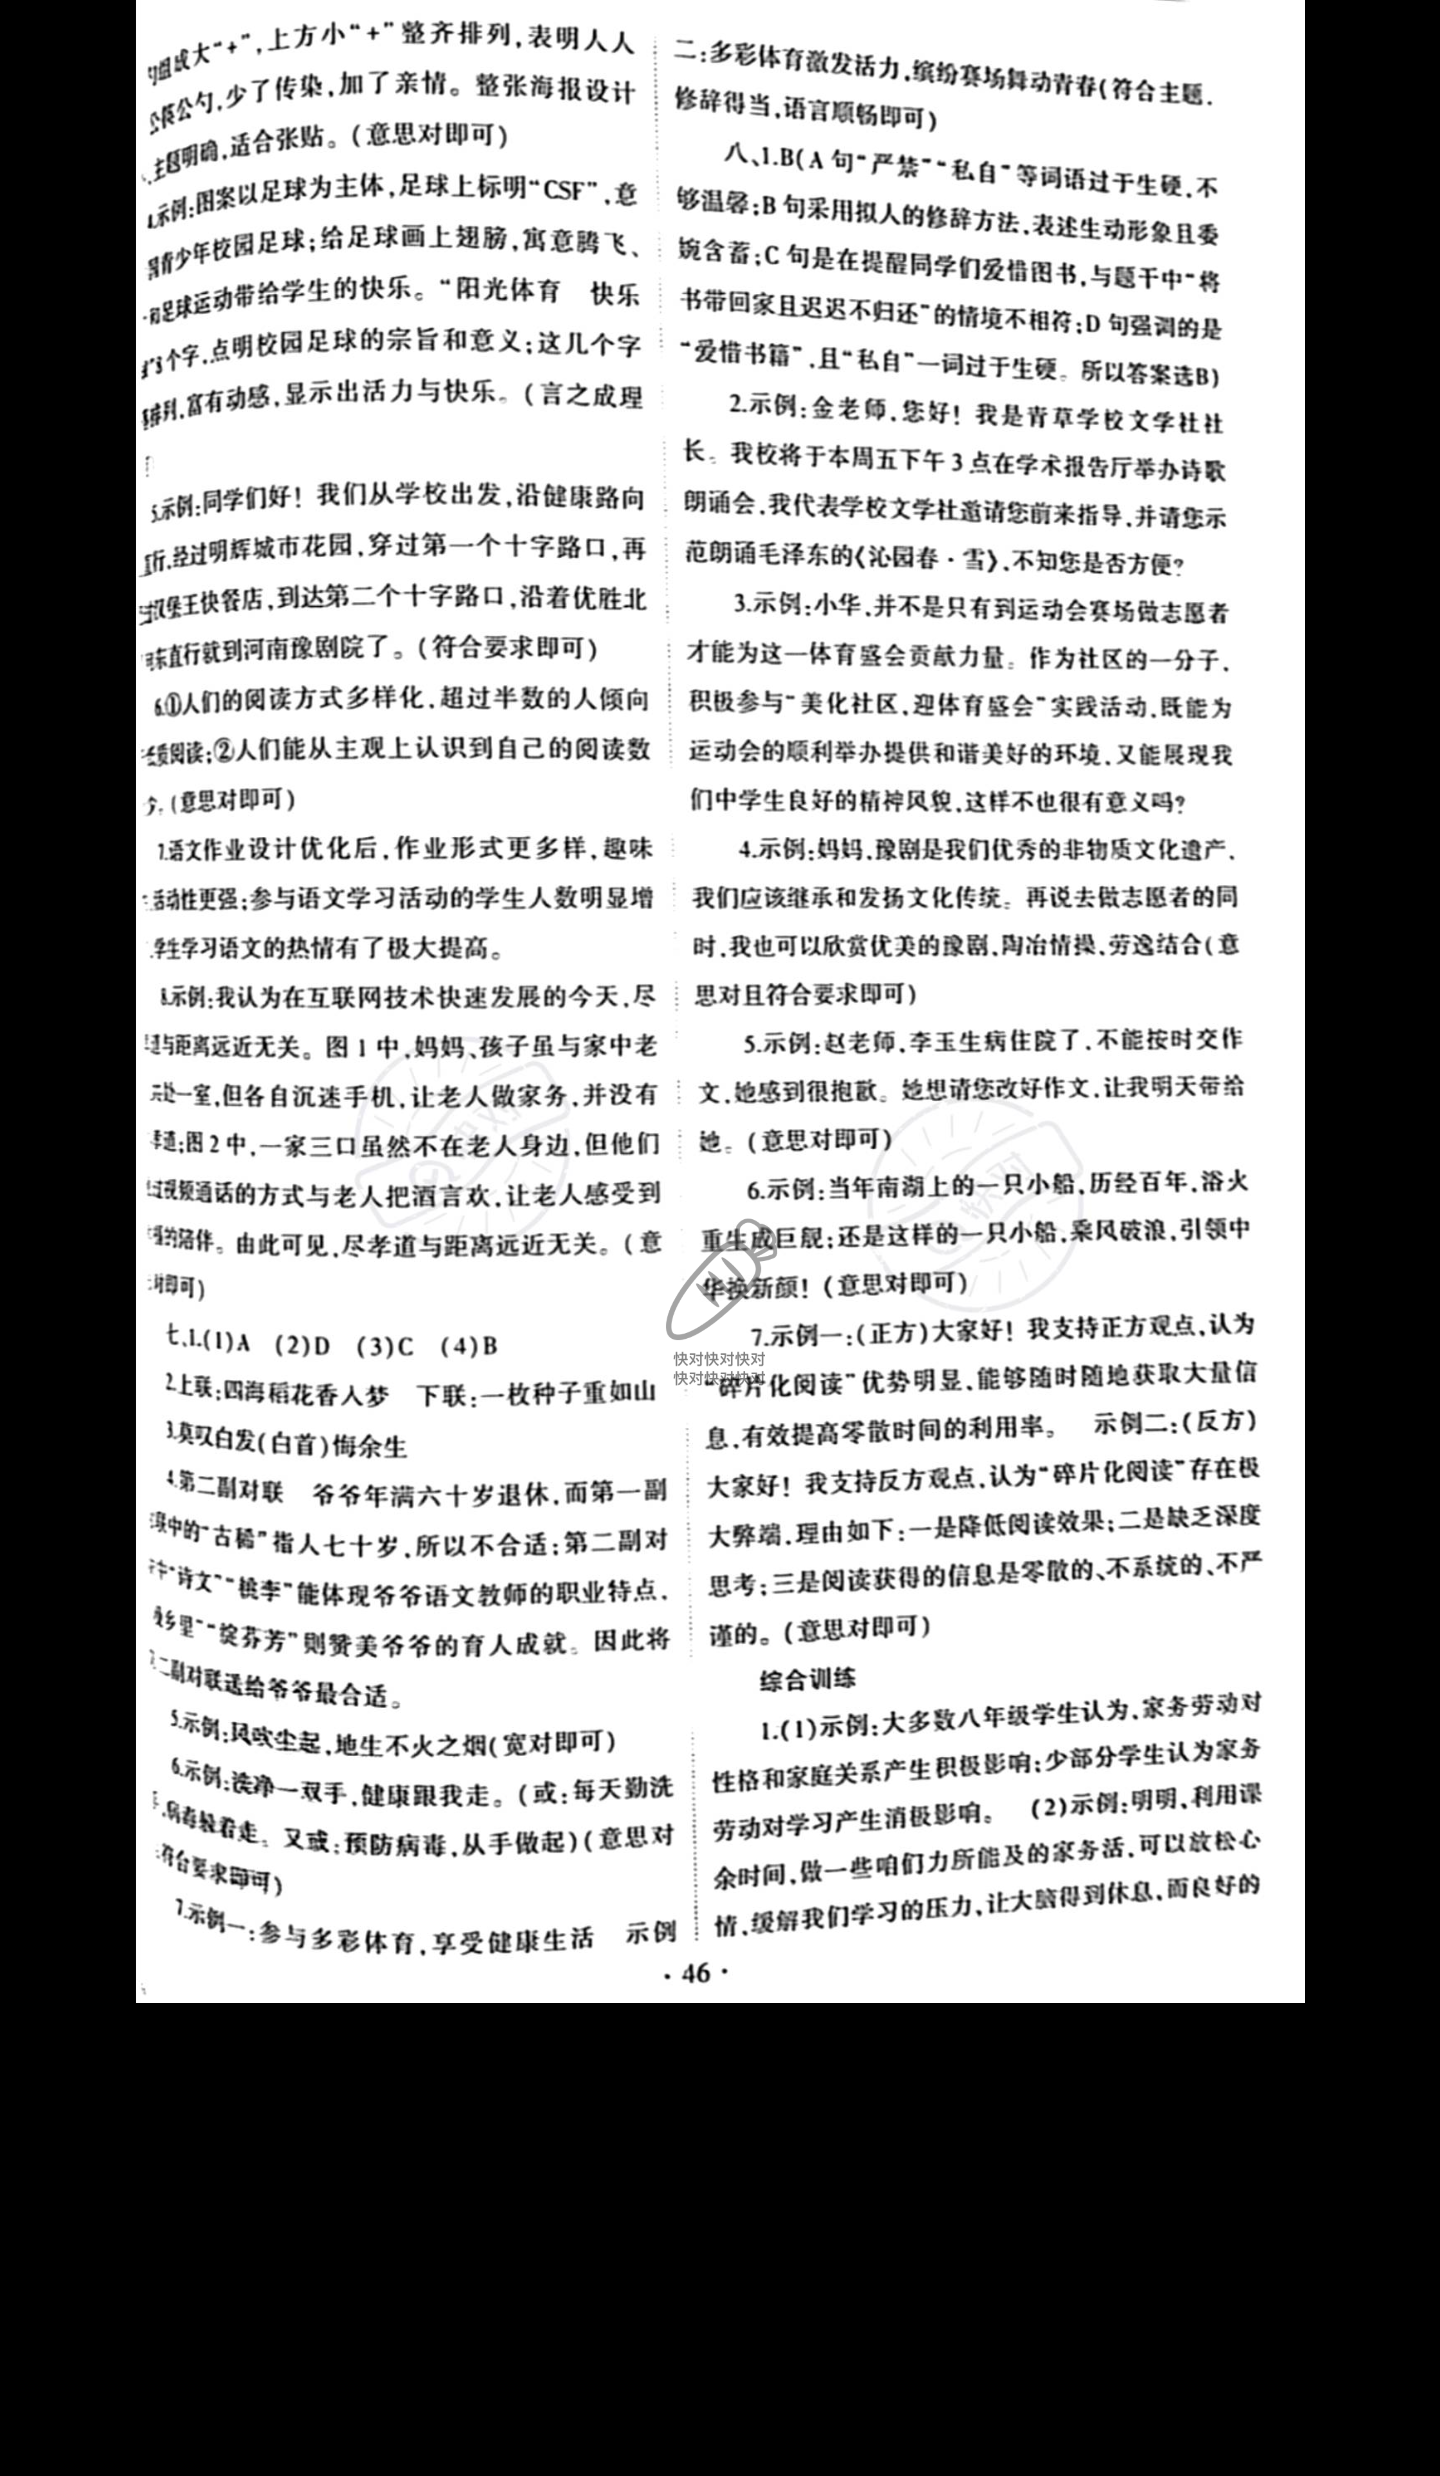 组成大“+”,上方小“+”整齐排列,表明人人
公筷公勺,少了传染,加了亲情。整张海报设计
主题明确,适合张贴。(意思对即可)
4.示例:图案以足球为主体,足球上标明“CSF”,意
青少年校园足球;给足球画上翅膀,寓意腾飞、
足球运动带给学生的快乐。“阳光体育 快乐
”8个字,点明校园足球的宗旨和意义;这几个字
排列,富有动感,显示出活力与快乐。(言之成理
5.示例:同学们好!我们从学校出发,沿健康路向
直行,经过明辉城市花园,穿过第一个十字路口,再
汉堡王快餐店,到达第二个十字路口,沿着优胜北
东直行就到河南豫剧院了。(符合要求即可)
6.①人们的阅读方式多样化,超过半数的人倾向
阅读;②人们能从主观上认识到自己的阅读数
(意思对即可)
7.语文作业设计优化后,作业形式更多样,趣味
活动性更强;参与语文学习活动的学生人数明显增
学生学习语文的热情有了极大提高。
8.示例:我认为在互联网技术快速发展的今天,尽
与距离远近无关。图1中,妈妈、孩子虽与家中老
处一室,但各自沉迷手机,让老人做家务,并没有
孝道;图2中,一家三口虽然不在老人身边,但他们
过视频通话的方式与老人把酒言欢,让老人感受到
的陪伴。由此可见,尽孝道与距离远近无关。(意
对即可)
七、1.(1)A (2)D (3)C (4)B
2.上联:四海稻花香人梦 下联:一枚种子重如山
3.莫叹白发(白首)悔余生
4.第二副对联 爷爷年满六十岁退休,而第一副
联中的“古稀”指人七十岁,所以不合适;第二副对
“诗文”“桃李”能体现爷爷语文教师的职业特点,
乡里”“绽芬芳”则赞美爷爷的育人成就。因此将
二副对联送给爷爷最合适。
5.示例:风吹尘起,地生不火之烟(宽对即可)
6.示例:洗净一双手,健康跟我走。(或:每天勤洗
,病毒躲着走。又或:预防病毒,从手做起)(意思对
符合要求即可)
7.示例一:参与多彩体育,享受健康生活 示例
二:多彩体育激发活力,缤纷赛场舞动青春(符合主题,
修辞得当,语言顺畅即可)
八、1.B(A句“严禁”“私自”等词语过于生硬,不
够温馨;B句采用拟人的修辞方法,表述生动形象且委
婉含蓄;C句是在提醒同学们爱惜图书,与题干中“将
书带回家且迟迟不归还”的情境不相符;D句强调的是
“爱惜书籍”,且“私自”一词过于生硬。所以答案选B)
2.示例:金老师,您好!我是青草学校文学社社
长。我校将于本周五下午3点在学术报告厅举办诗歌
朗诵会,我代表学校文学社邀请您前来指导,并请您示
范朗诵毛泽东的《沁园春·雪》,不知您是否方便?
3.示例:小华,并不是只有到运动会赛场做志愿者
才能为这一体育盛会贡献力量。作为社区的一分子,
积极参与“美化社区,迎体育盛会”实践活动,既能为
运动会的顺利举办提供和谐美好的环境,又能展现我
们中学生良好的精神风貌,这样不也很有意义吗?
4.示例:妈妈,豫剧是我们优秀的非物质文化遗产,
我们应该继承和发扬文化传统。再说去做志愿者的同
时,我也可以欣赏优美的豫剧,陶冶情操,劳逸结合(意
思对且符合要求即可)
5.示例:赵老师,李玉生病住院了,不能按时交作
文,她感到很抱歉。她想请您改好作文,让我明天带给
她。(意思对即可)
6.示例:当年南湖上的一只小船,历经百年,浴火
重生成巨舰;还是这样的一只小船,乘风破浪,引领中
华换新颜!(意思对即可)
7.示例一:(正方)大家好!我支持正方观点,认为
“碎片化阅读”优势明显,能够随时随地获取大量信
息,有效提高零散时间的利用率。 示例二:(反方)
大家好!我支持反方观点,认为“碎片化阅读”存在极
大弊端,理由如下:一是降低阅读效果;二是缺乏深度
思考;三是阅读获得的信息是零散的、不系统的、不严
谨的。(意思对即可)
综合训练
1.(1)示例:大多数八年级学生认为,家务劳动对
性格和家庭关系产生积极影响;少部分学生认为家务
劳动对学习产生消极影响。 (2)示例:明明,利用课
余时间,做一些咱们力所能及的家务活,可以放松心
情,缓解我们学习的压力,让大脑得到休息,而良好的
·46·
快对快对快对
快对快对快对